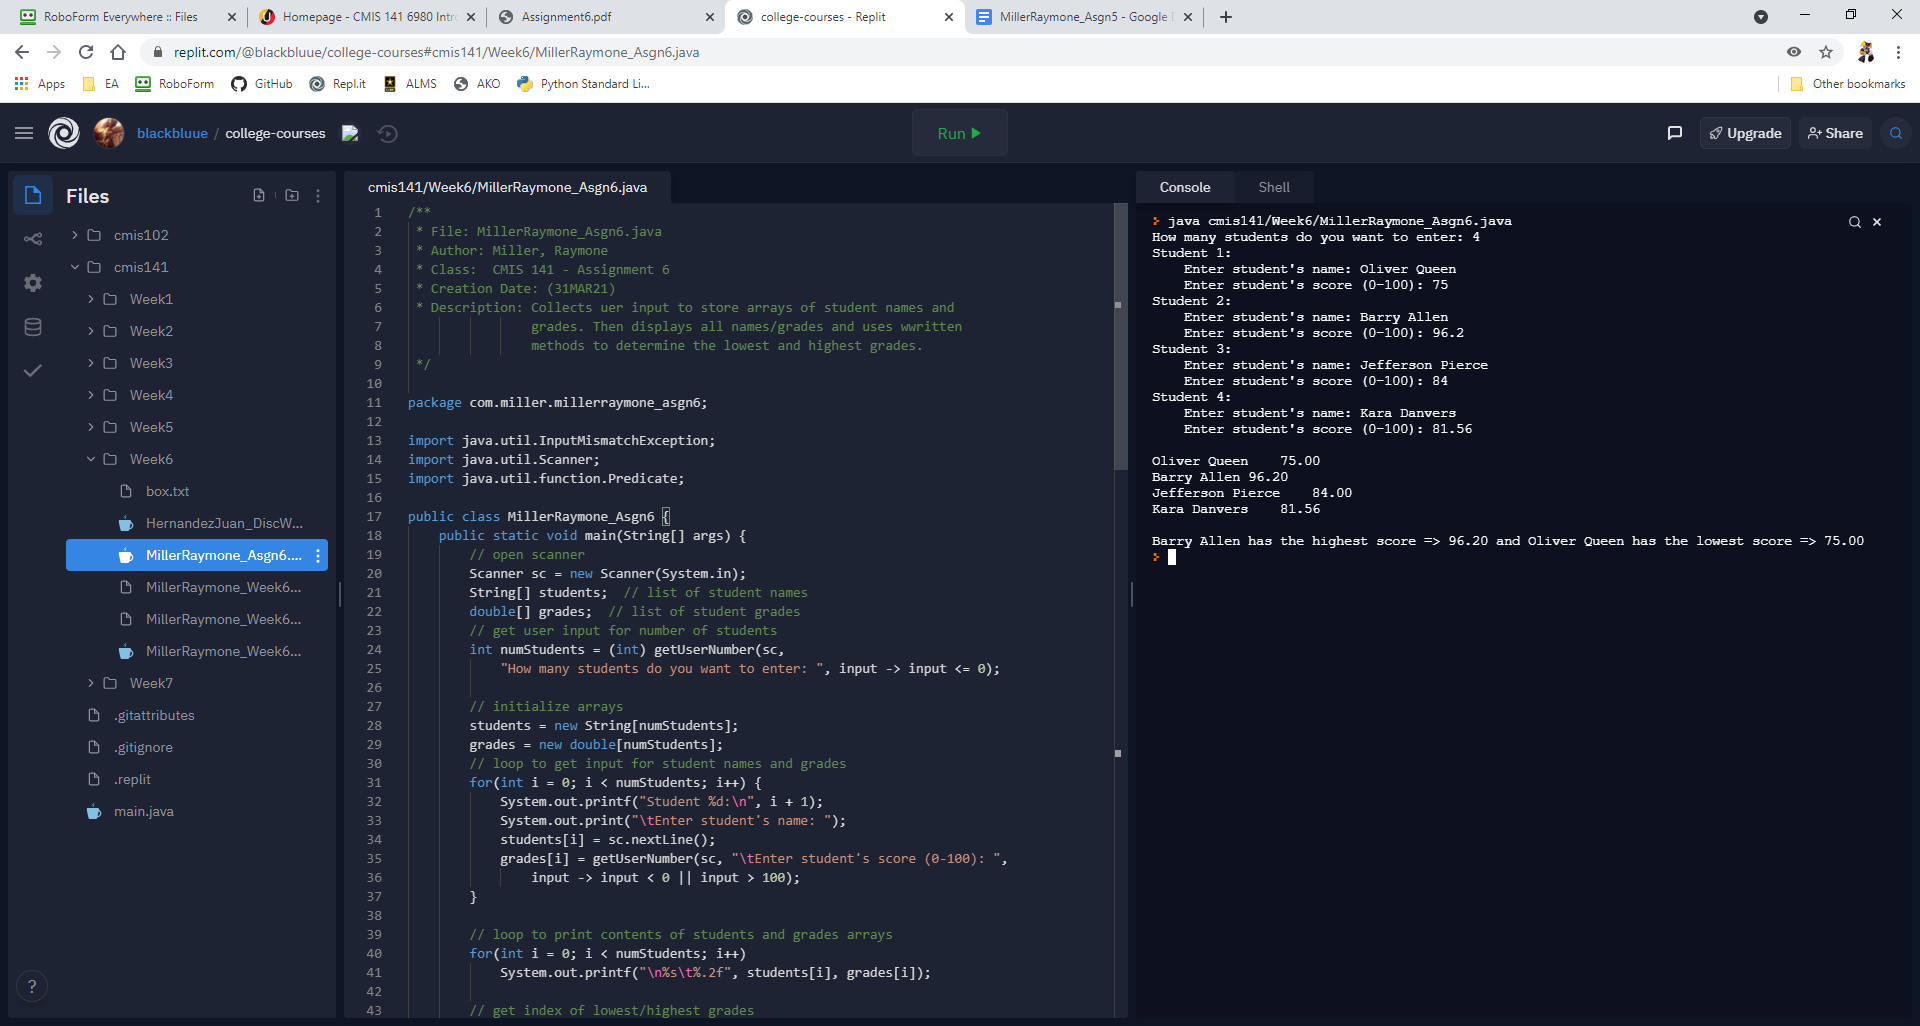 RoboForm Everywhere :: Files
Homepage - CMIS 141 6980 Intro
Assignment6.pdf
college-courses - Replit
MillerRaymone_Asgn5 - Google D
replit.com/@blackbluue/college-courses#cmis141/Week6/MillerRaymone_Asgn6.java
Apps
EA
RoboForm
GitHub
Repl.it
ALMS
AKO
Python Standard Li...
Other bookmarks
blackbluue / college-courses
Run
Upgrade
Share
Files
cmis102
cmis141
Week1
Week2
Week3
Week4
Week5
Week6
box.txt
HernandezJuan_DiscW...
MillerRaymone_Asgn6....
MillerRaymone_Week6...
MillerRaymone_Week6...
MillerRaymone_Week6...
Week7
.gitattributes
.gitignore
.replit
main.java
?
cmis141/Week6/MillerRaymone_Asgn6.java
1 /**
2 * File: MillerRaymone_Asgn6.java
3 * Author: Miller, Raymone
4 * Class:  CMIS 141 - Assignment 6
5 * Creation Date: (31MAR21)
6 * Description: Collects uer input to store arrays of student names and
7 grades. Then displays all names/grades and uses wwritten
8 methods to determine the lowest and highest grades.
9 */
10
11 package com.miller.millerraymone_asgn6;
12
13 import java.util.InputMismatchException;
14 import java.util.Scanner;
15 import java.util.function.Predicate;
16
17 public class MillerRaymone_Asgn6 {
18 public static void main(String[] args) {
19 // open scanner
20 Scanner sc = new Scanner(System.in);
21 String[] students;  // list of student names
22 double[] grades;  // list of student grades
23 // get user input for number of students
24 int numStudents = (int) getUserNumber(sc,
25 "How many students do you want to enter: ", input -> input <= 0);
26
27 // initialize arrays
28 students = new String[numStudents];
29 grades = new double[numStudents];
30 // loop to get input for student names and grades
31 for(int i = 0; i < numStudents; i++) {
32 System.out.printf("Student %d:\n", i + 1);
33 System.out.print("\tEnter student's name: ");
34 students[i] = sc.nextLine();
35 grades[i] = getUserNumber(sc, "\tEnter student's score (0-100): ",
36 input -> input < 0 || input > 100);
37 }
38
39 // loop to print contents of students and grades arrays
40 for(int i = 0; i < numStudents; i++)
41 System.out.printf("\n%s\t%.2f", students[i], grades[i]);
42
43 // get index of lowest/highest grades
Console
Shell
java cmis141/Week6/MillerRaymone_Asgn6.java
How many students do you want to enter: 4
Student 1:
Enter student's name: Oliver Queen
Enter student's score (0-100): 75
Student 2:
Enter student's name: Barry Allen
Enter student's score (0-100): 96.2
Student 3:
Enter student's name: Jefferson Pierce
Enter student's score (0-100): 84
Student 4:
Enter student's name: Kara Danvers
Enter student's score (0-100): 81.56
Oliver Queen    75.00
Barry Allen 96.20
Jefferson Pierce    84.00
Kara Danvers    81.56
Barry Allen has the highest score => 96.20 and Oliver Queen has the lowest score => 75.00